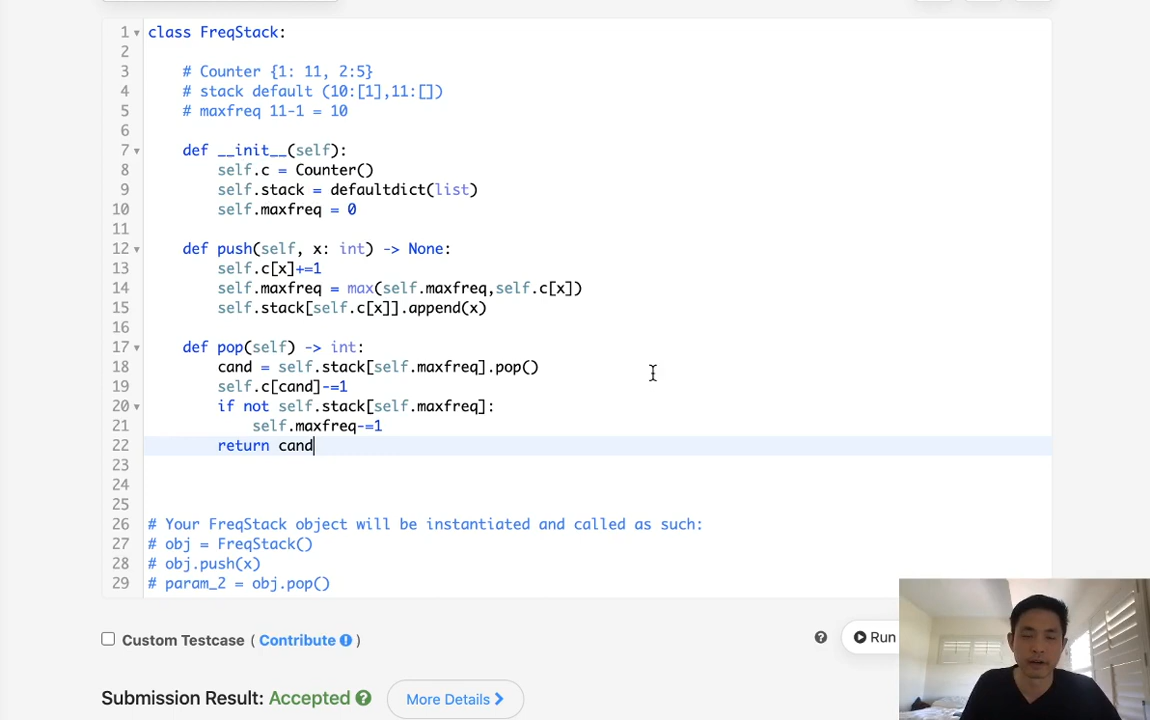 1 class FreqStack:
2
3 # Counter {1: 11, 2:5}
4 # stack default (10:[1],11:[])
5 # maxfreq 11-1 = 10
6
7 def __init__(self):
8 self.c = Counter()
9 self.stack = defaultdict(list)
10 self.maxfreq = 0
11
12 def push(self, x: int) -> None:
13 self.c[x]+=1
14 self.maxfreq = max(self.maxfreq,self.c[x])
15 self.stack[self.c[x]].append(x)
16
17 def pop(self) -> int:
18 cand = self.stack[self.maxfreq].pop()
19 self.c[cand]-=1
20 if not self.stack[self.maxfreq]:
21 self.maxfreq-=1
22 return cand
23
24
25
26 # Your FreqStack object will be instantiated and called as such:
27 # obj = FreqStack()
28 # obj.push(x)
29 # param_2 = obj.pop()
Custom Testcase ( Contribute )
? Run
Submission Result: Accepted ? More Details